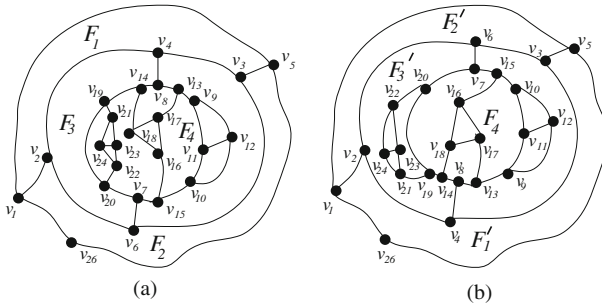 F₁ v₄ v₃ v₅
v₁₄ v₁₃
v₁₉ v₈ v₉
v₂₁ v₁₇
F₃ v₁₈ F₄ v₁₂
v₂ v₂₄ v₂₃ v₁₁
v₂₂ v₁₆
v₂₀ v₇ v₁₀
v₁ v₁₅
v₆ F₂
v₂₆
(a)
F₂′
v₆ v₃ v₅
F₃′ v₁₅
v₂₀ v₇ v₁₀
v₂₂ v₁₆
F₄ v₁₂
v₂ v₁₈ v₁₇ v₁₁
v₂₄ v₂₃ v₈
v₂₁ v₁₉ v₁₄ v₁₃ v₉
v₁
v₄ F₁′
v₂₆
(b)